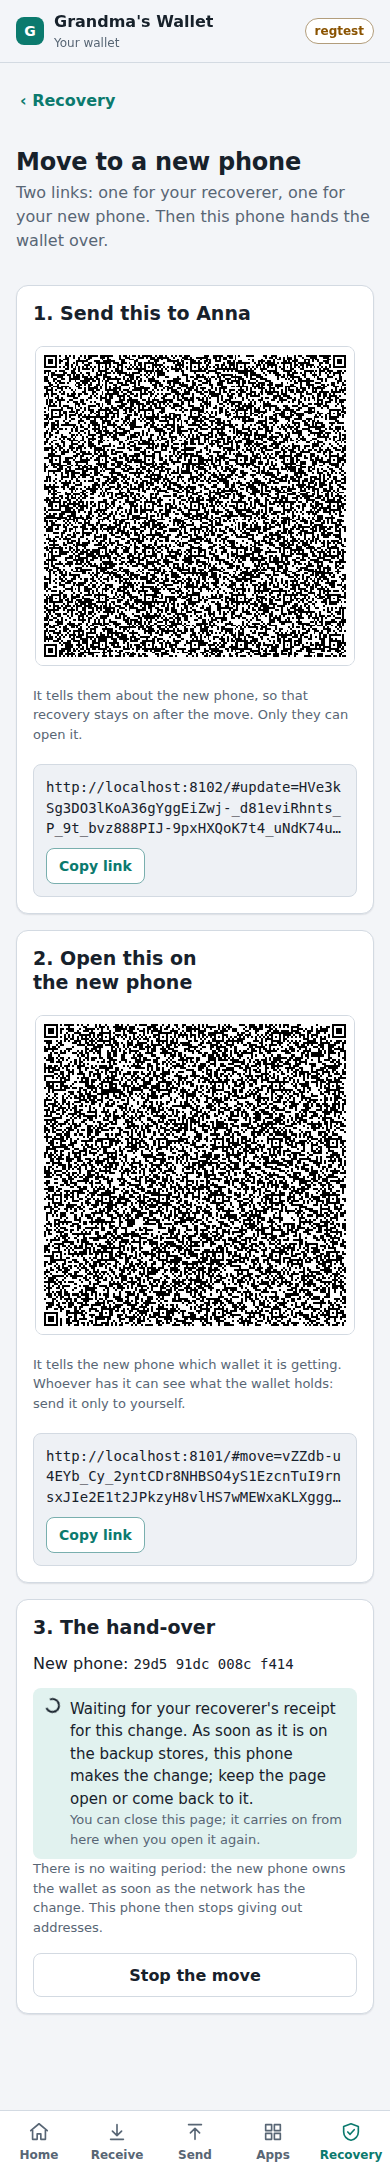 G
Grandma's Wallet
Your wallet
regtest
‹ Recovery
Move to a new phone
Two links: one for your recoverer, one for
your new phone. Then this phone hands the
wallet over.
1. Send this to Anna
It tells them about the new phone, so that
recovery stays on after the move. Only they can
open it.
http://localhost:8102/#update=HVe3k
Sg3DO3lKoA36gYggEiZwj-_d81eviRhnts_
P_9t_bvz888PIJ-9pxHXQoK7t4_uNdK74u…
Copy link
2. Open this on
the new phone
It tells the new phone which wallet it is getting.
Whoever has it can see what the wallet holds:
send it only to yourself.
http://localhost:8101/#move=vZZdb-u
4EYb_Cy_2yntCDr8NHBSO4yS1EzcnTuI9rn
sxJIe2E1t2JPkzyH8vlHS7wMEWxaKLXggg…
Copy link
3. The hand-over
New phone: 29d5 91dc 008c f414
Waiting for your recoverer's receipt
for this change. As soon as it is on
the backup stores, this phone
makes the change; keep the page
open or come back to it.
You can close this page; it carries on from
here when you open it again.
There is no waiting period: the new phone owns
the wallet as soon as the network has the
change. This phone then stops giving out
addresses.
Stop the move
Home
Receive
Send
Apps
Recovery